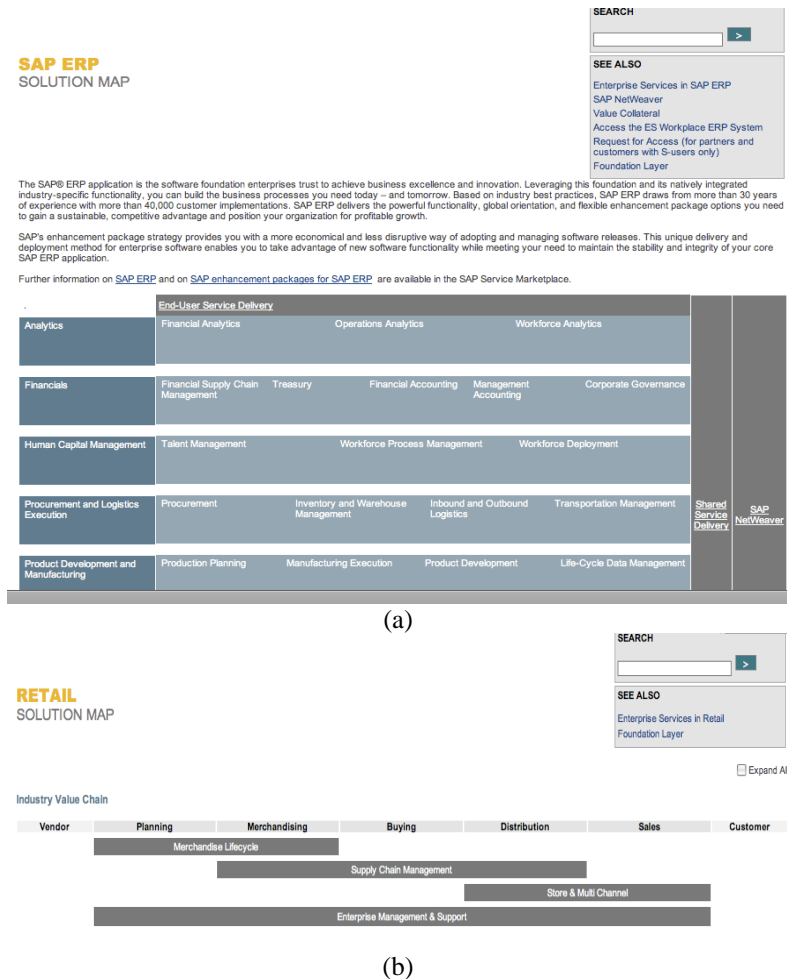 SEARCH
>
SAP ERP
SOLUTION MAP
SEE ALSO
Enterprise Services in SAP ERP
SAP NetWeaver
Value Collateral
Access the ES Workplace ERP System
Request for Access (for partners and
customers with S-users only)
Foundation Layer
The SAP® ERP application is the software foundation enterprises trust to achieve business excellence and innovation. Leveraging this foundation and its natively integrated
industry-specific functionality, you can build the business processes you need today – and tomorrow. Based on industry best practices, SAP ERP draws from more than 30 years
of experience with more than 40,000 customer implementations. SAP ERP delivers the powerful functionality, global orientation, and flexible enhancement package options you need
to gain a sustainable, competitive advantage and position your organization for profitable growth.
SAP's enhancement package strategy provides you with a more economical and less disruptive way of adopting and managing software releases. This unique delivery and
deployment method for enterprise software enables you to take advantage of new software functionality while meeting your need to maintain the stability and integrity of your core
SAP ERP application.
Further information on SAP ERP and on SAP enhancement packages for SAP ERP are available in the SAP Service Marketplace.
End-User Service Delivery
Analytics Financial Analytics Operations Analytics Workforce Analytics
Financials Financial Supply Chain Management Treasury Financial Accounting Management Accounting Corporate Governance
Human Capital Management Talent Management Workforce Process Management Workforce Deployment
Procurement and Logistics Execution Procurement Inventory and Warehouse Management Inbound and Outbound Logistics Transportation Management
Shared Service Delivery
SAP NetWeaver
Product Development and Manufacturing Production Planning Manufacturing Execution Product Development Life-Cycle Data Management
(a)
SEARCH
>
RETAIL
SOLUTION MAP
SEE ALSO
Enterprise Services in Retail
Foundation Layer
Expand Al
Industry Value Chain
Vendor Planning Merchandising Buying Distribution Sales Customer
Merchandise Lifecycle
Supply Chain Management
Store & Multi Channel
Enterprise Management & Support
(b)